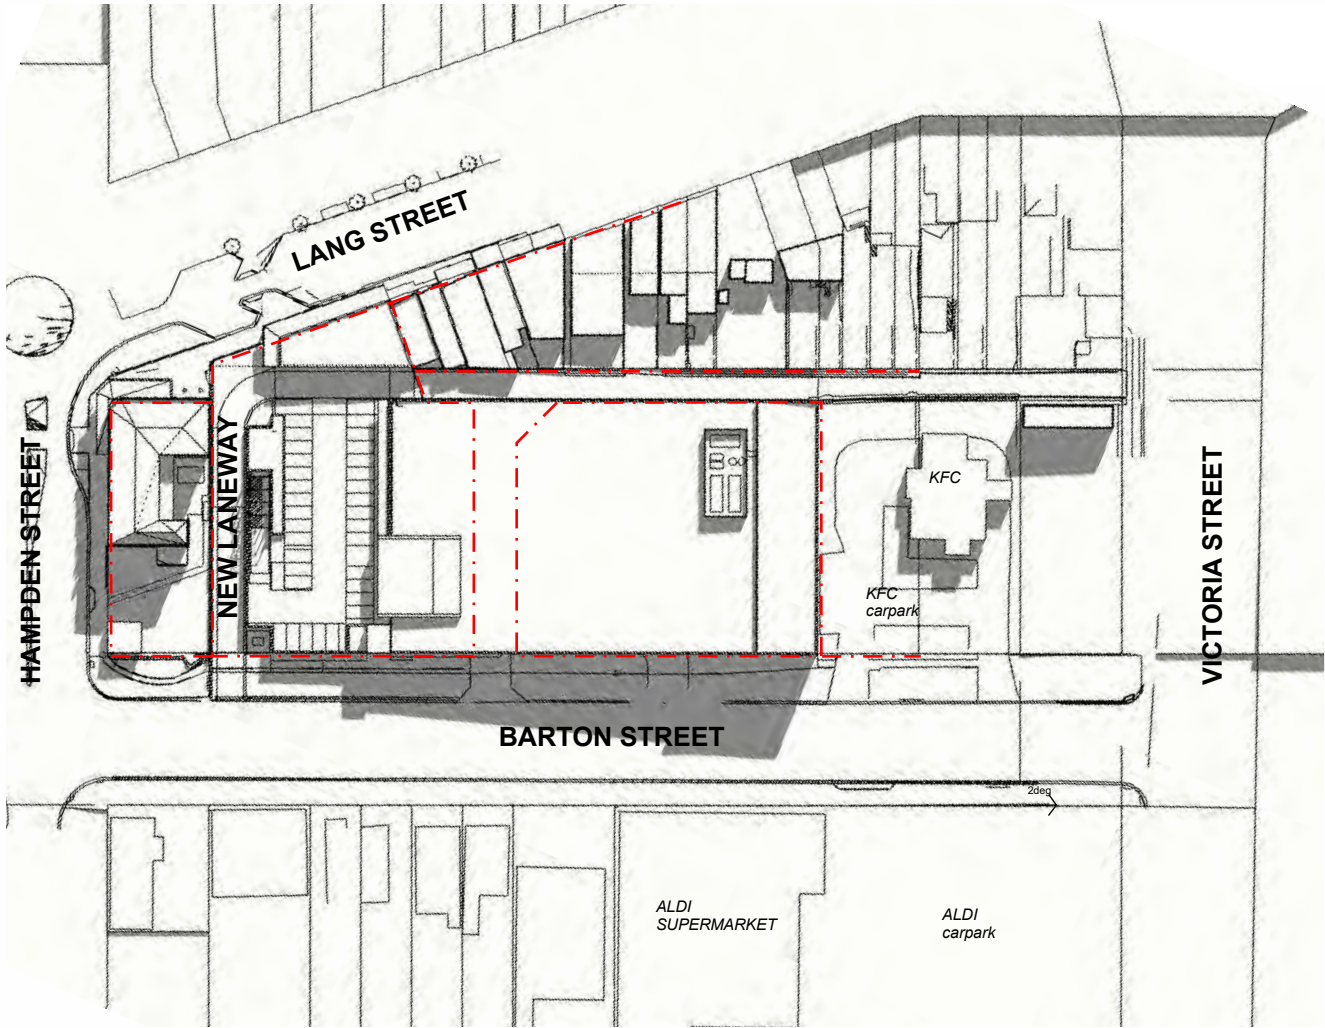 LANG STREET
HAMPDEN STREET
NEW LANEWAY
KFC
KFC
carpark
VICTORIA STREET
BARTON STREET
2deg
ALDI
SUPERMARKET
ALDI
carpark